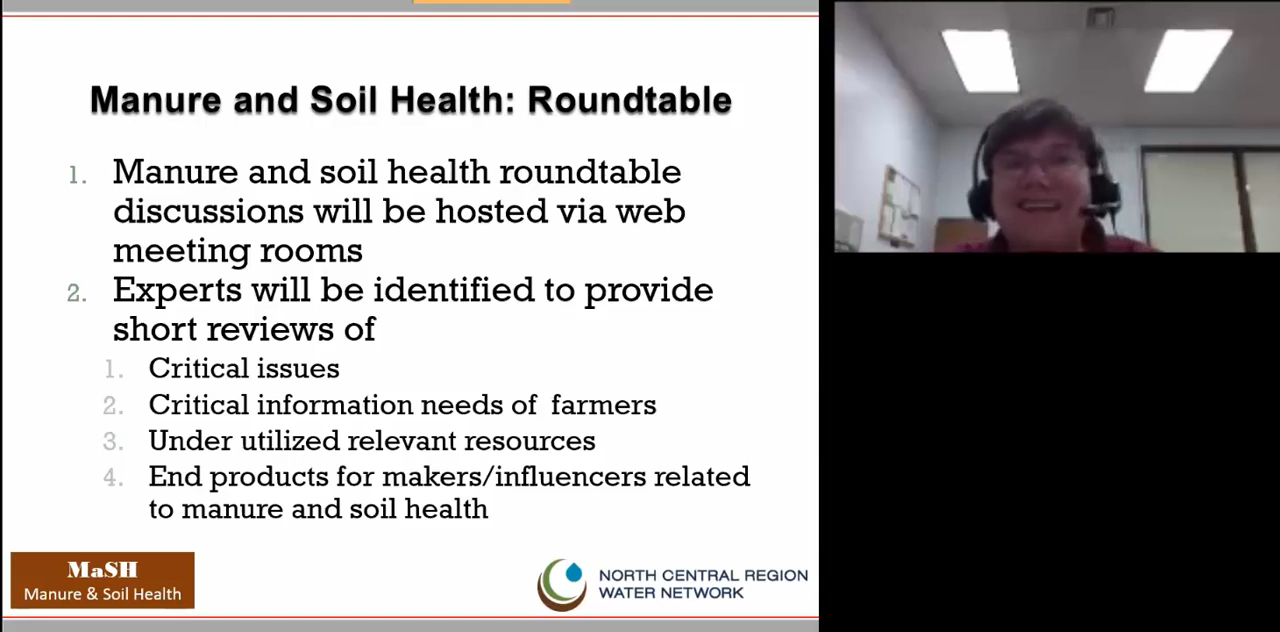 Manure and Soil Health: Roundtable
1. Manure and soil health roundtable
discussions will be hosted via web
meeting rooms
2. Experts will be identified to provide
short reviews of
1. Critical issues
2. Critical information needs of farmers
3. Under utilized relevant resources
4. End products for makers/influencers related
to manure and soil health
MaSH
Manure & Soil Health
NORTH CENTRAL REGION
WATER NETWORK